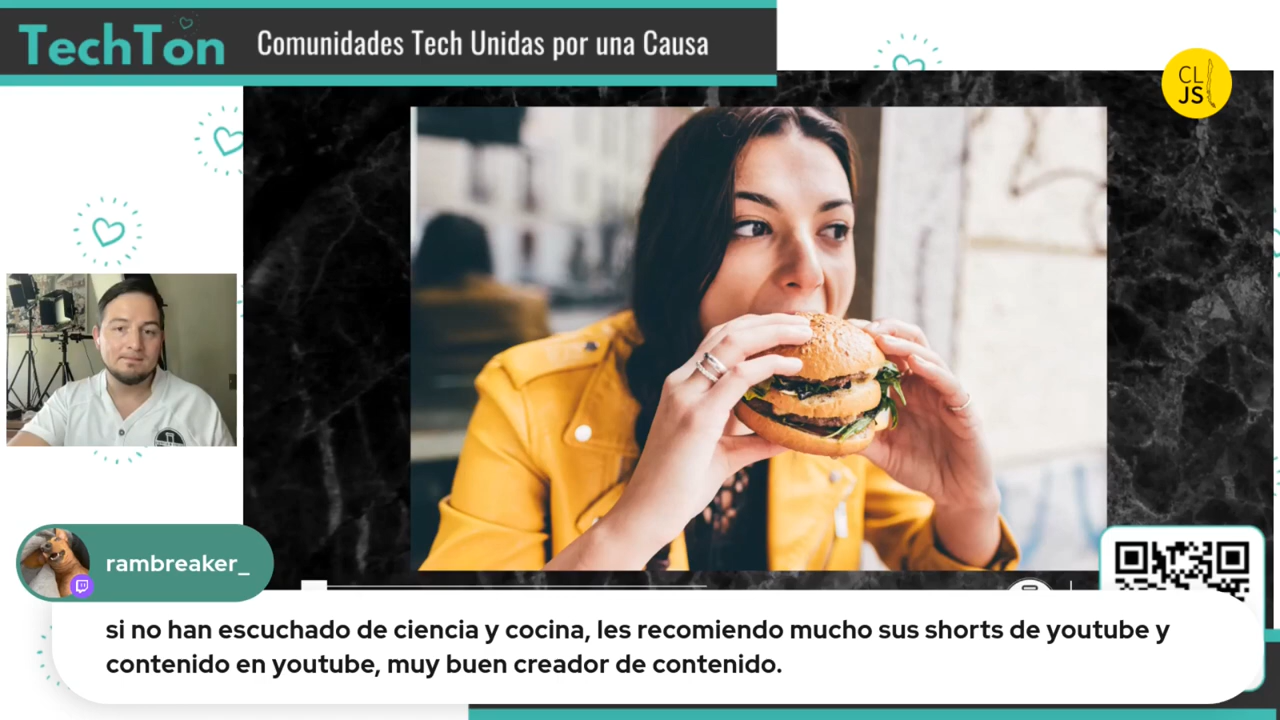 TechTon
Comunidades Tech Unidas por una Causa
CL
JS
rambreaker_
si no han escuchado de ciencia y cocina, les recomiendo mucho sus shorts de youtube y
contenido en youtube, muy buen creador de contenido.